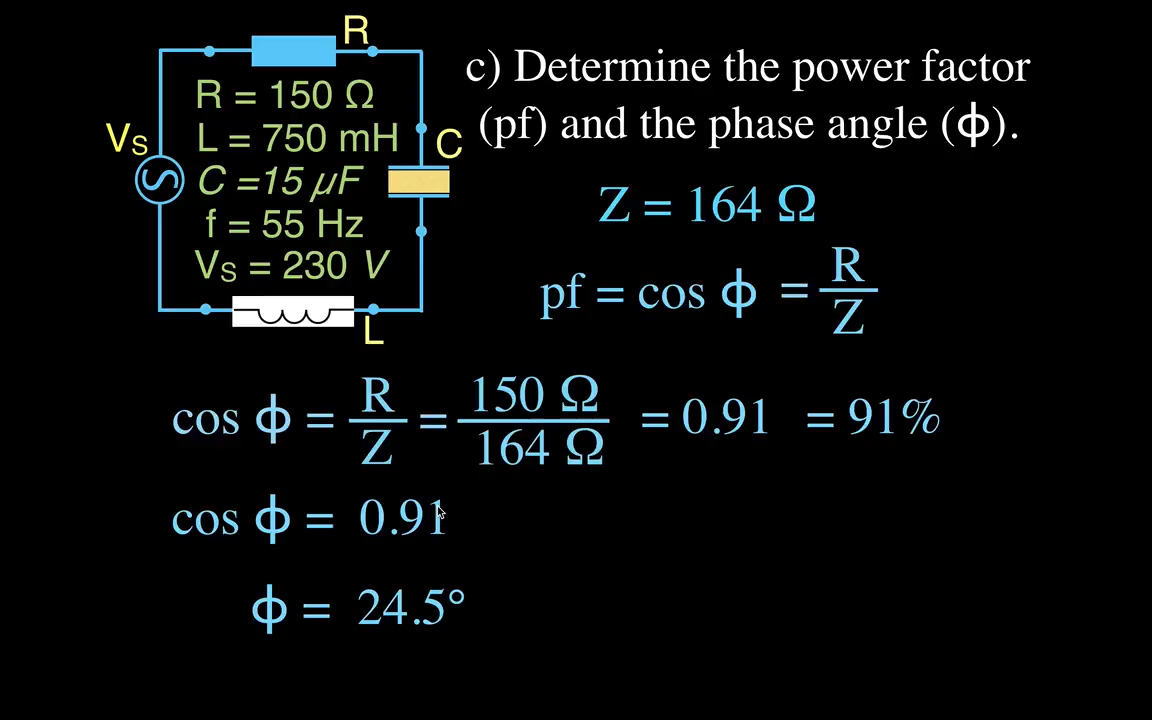 R
R = 150 Ω
L = 750 mH
C =15 µF
f = 55 Hz
VS = 230 V
VS
C
L
c) Determine the power factor
(pf) and the phase angle (ϕ).
Z = 164 Ω
pf = cos ϕ = R/Z
cos ϕ = R/Z = 150 Ω/164 Ω = 0.91 = 91%
cos ϕ = 0.91
ϕ = 24.5°